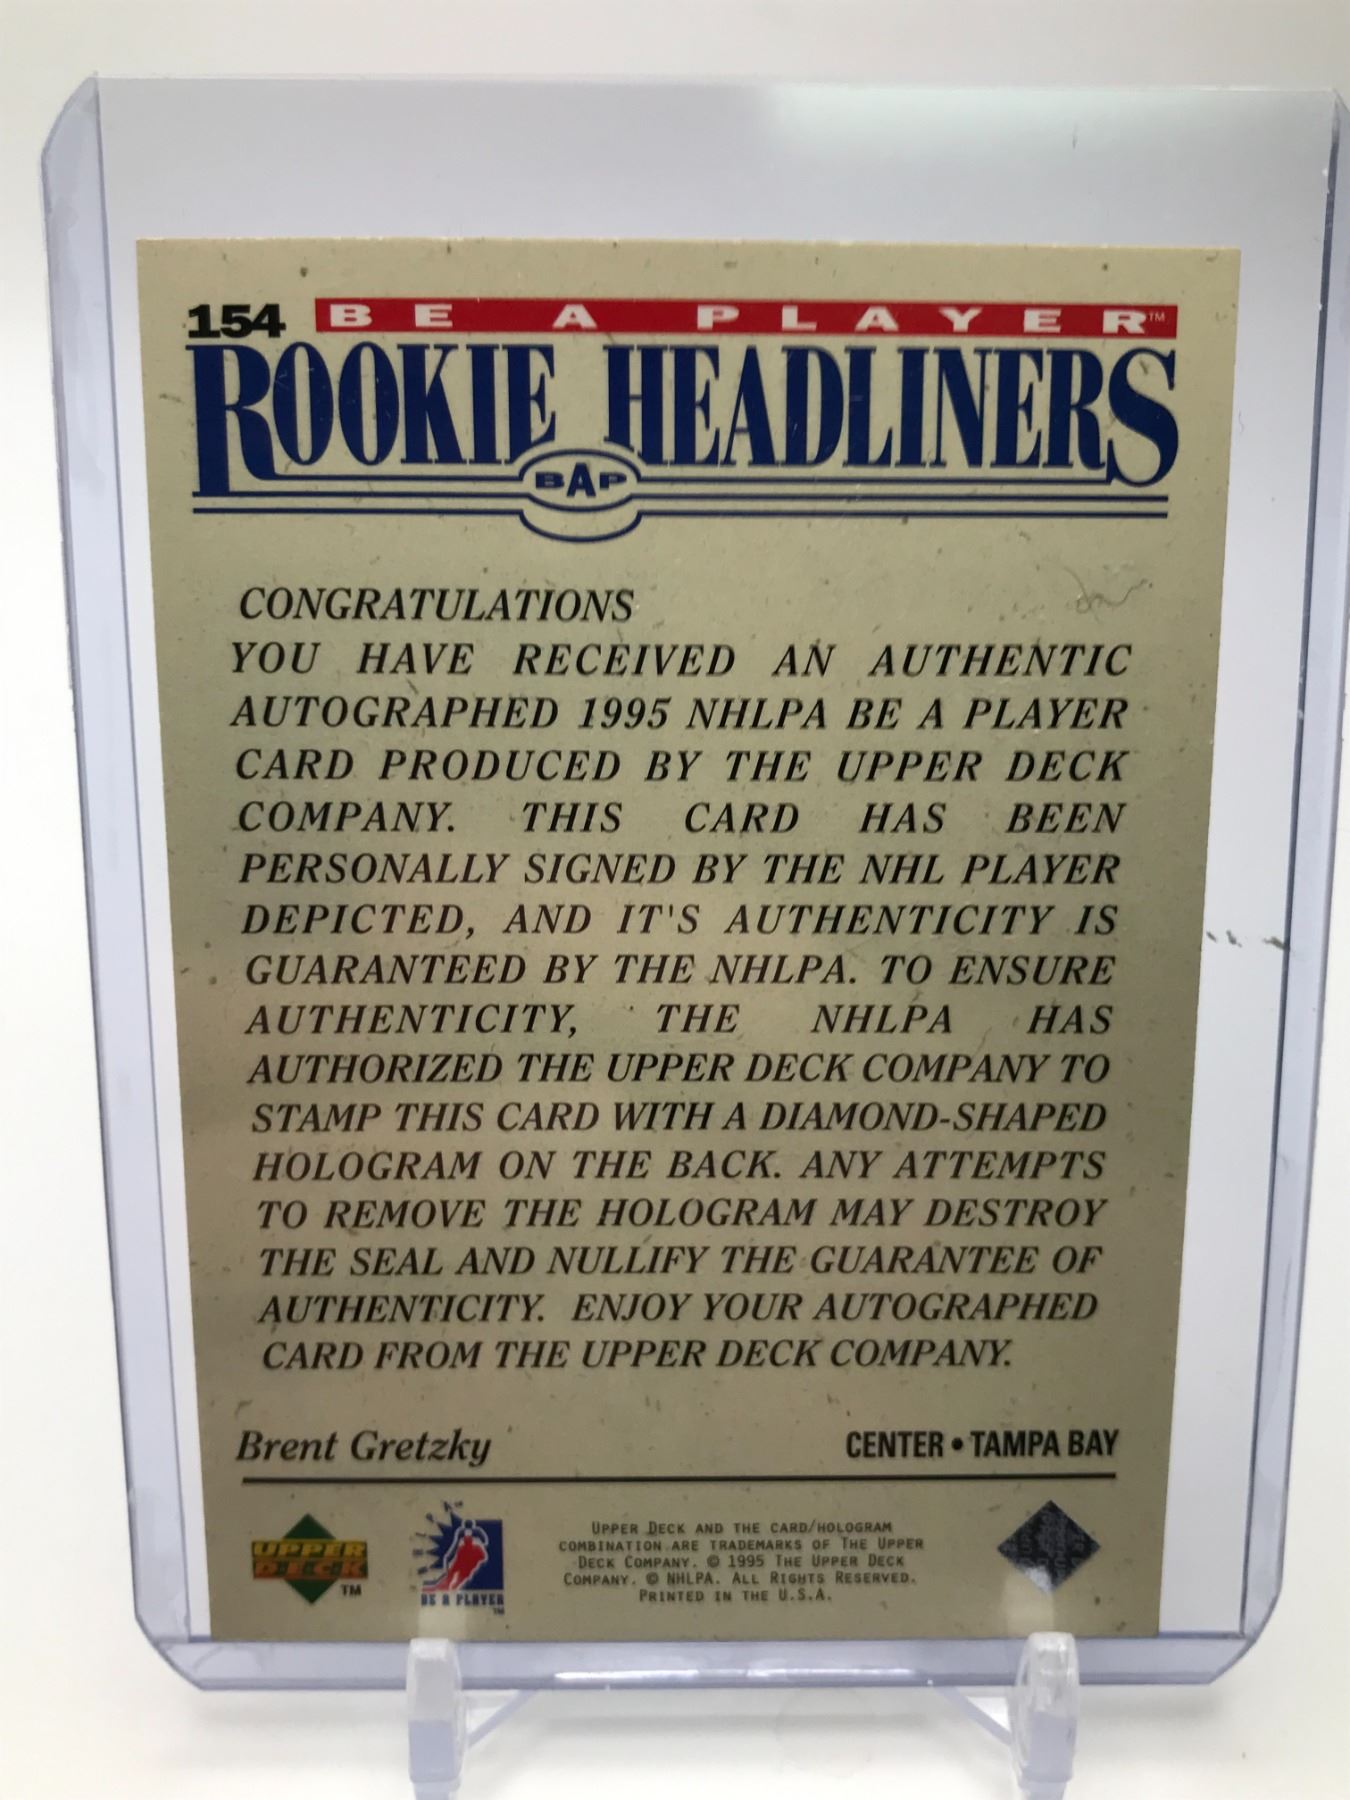 154 BE A PLAYER™
ROOKIE HEADLINERS
BAP
CONGRATULATIONS
YOU HAVE RECEIVED AN AUTHENTIC
AUTOGRAPHED 1995 NHLPA BE A PLAYER
CARD PRODUCED BY THE UPPER DECK
COMPANY. THIS CARD HAS BEEN
PERSONALLY SIGNED BY THE NHL PLAYER
DEPICTED, AND IT'S AUTHENTICITY IS
GUARANTEED BY THE NHLPA. TO ENSURE
AUTHENTICITY, THE NHLPA HAS
AUTHORIZED THE UPPER DECK COMPANY TO
STAMP THIS CARD WITH A DIAMOND-SHAPED
HOLOGRAM ON THE BACK. ANY ATTEMPTS
TO REMOVE THE HOLOGRAM MAY DESTROY
THE SEAL AND NULLIFY THE GUARANTEE OF
AUTHENTICITY. ENJOY YOUR AUTOGRAPHED
CARD FROM THE UPPER DECK COMPANY.
Brent Gretzky CENTER • TAMPA BAY
UPPER
DECK
™
BE A PLAYER
™
UPPER DECK AND THE CARD/HOLOGRAM
COMBINATION ARE TRADEMARKS OF THE UPPER
DECK COMPANY. © 1995 THE UPPER DECK
COMPANY. © NHLPA. ALL RIGHTS RESERVED.
PRINTED IN THE U.S.A.